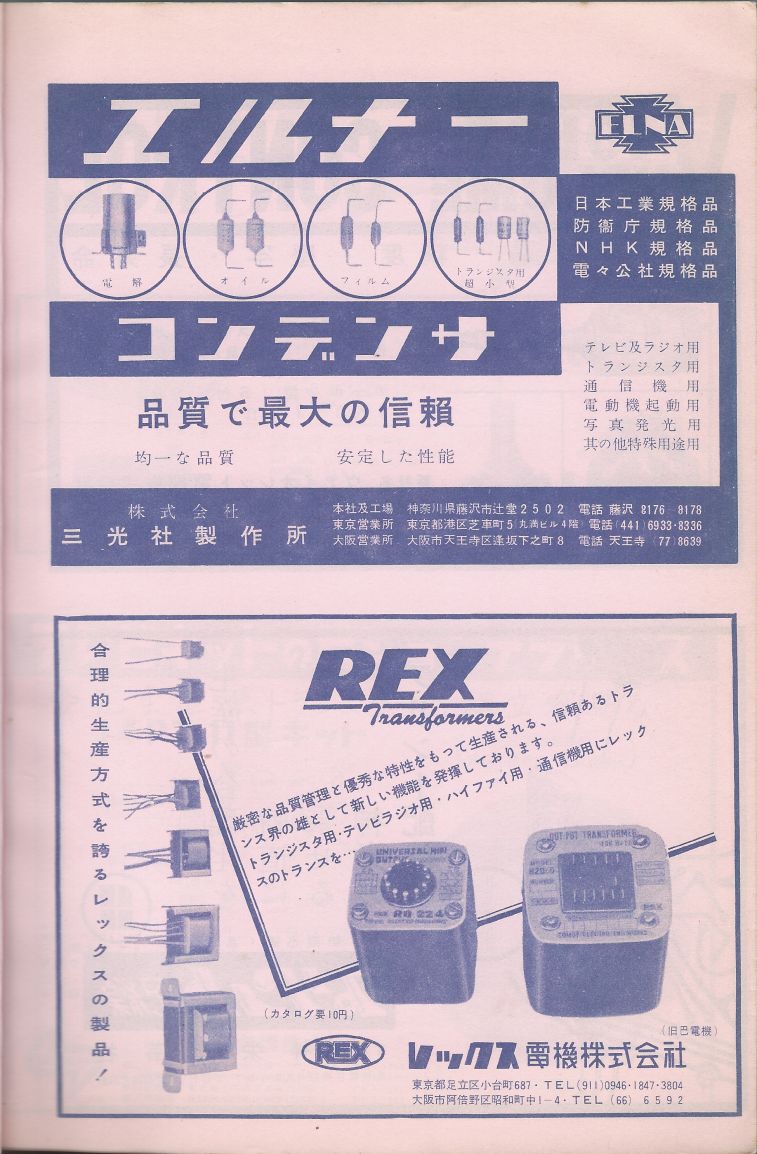 エルナー
ELNA
電解
オイル
フィルム
トランジスタ用
超小型
日本工業規格品
防衛庁規格品
NHK規格品
電々公社規格品
コンデンサ
テレビ及ラジオ用
トランジスタ用
通信機用
電動機起動用
写真発光用
其の他特殊用途用
品質で最大の信頼
均一な品質 安定した性能
株式会社
三光社製作所
本社及工場 神奈川県藤沢市辻堂2502 電話 藤沢 8176-8178
東京営業所 東京都港区芝車町5(丸満ビル4階)電話(441)6933・8336
大阪営業所 大阪市天王寺区逢坂下之町8 電話 天王寺 (77)8639
合理的生産方式を誇るレックスの製品!
REX
Transformers
厳密な品質管理と優秀な特性をもって生産される、信頼あるトラ
ンス界の雄として新しい機能を発揮しております。
トランジスタ用・テレビラジオ用・ハイファイ用・通信機用にレック
スのトランスを…
UNIVERSAL MINI
OUTPUT
RO 224
OUT-PUT TRANSFORMER
(カタログ要10円)
(旧巴電機)
REX
レックス電機株式会社
東京都足立区小台町687・TEL(911)0946・1847・3804
大阪市阿倍野区昭和町中1-4・TEL (66) 6592